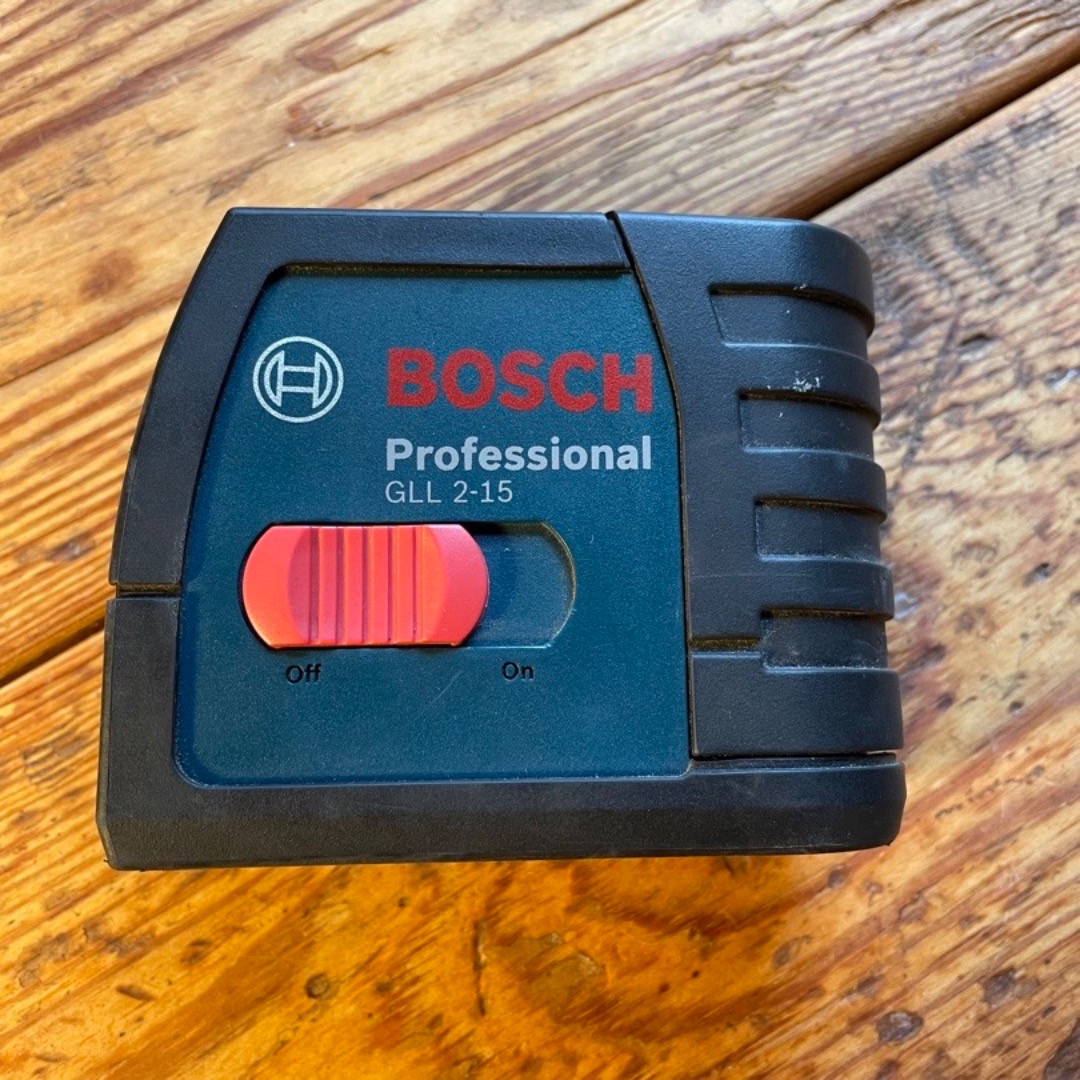 BOSCH
Professional
GLL 2-15
Off On